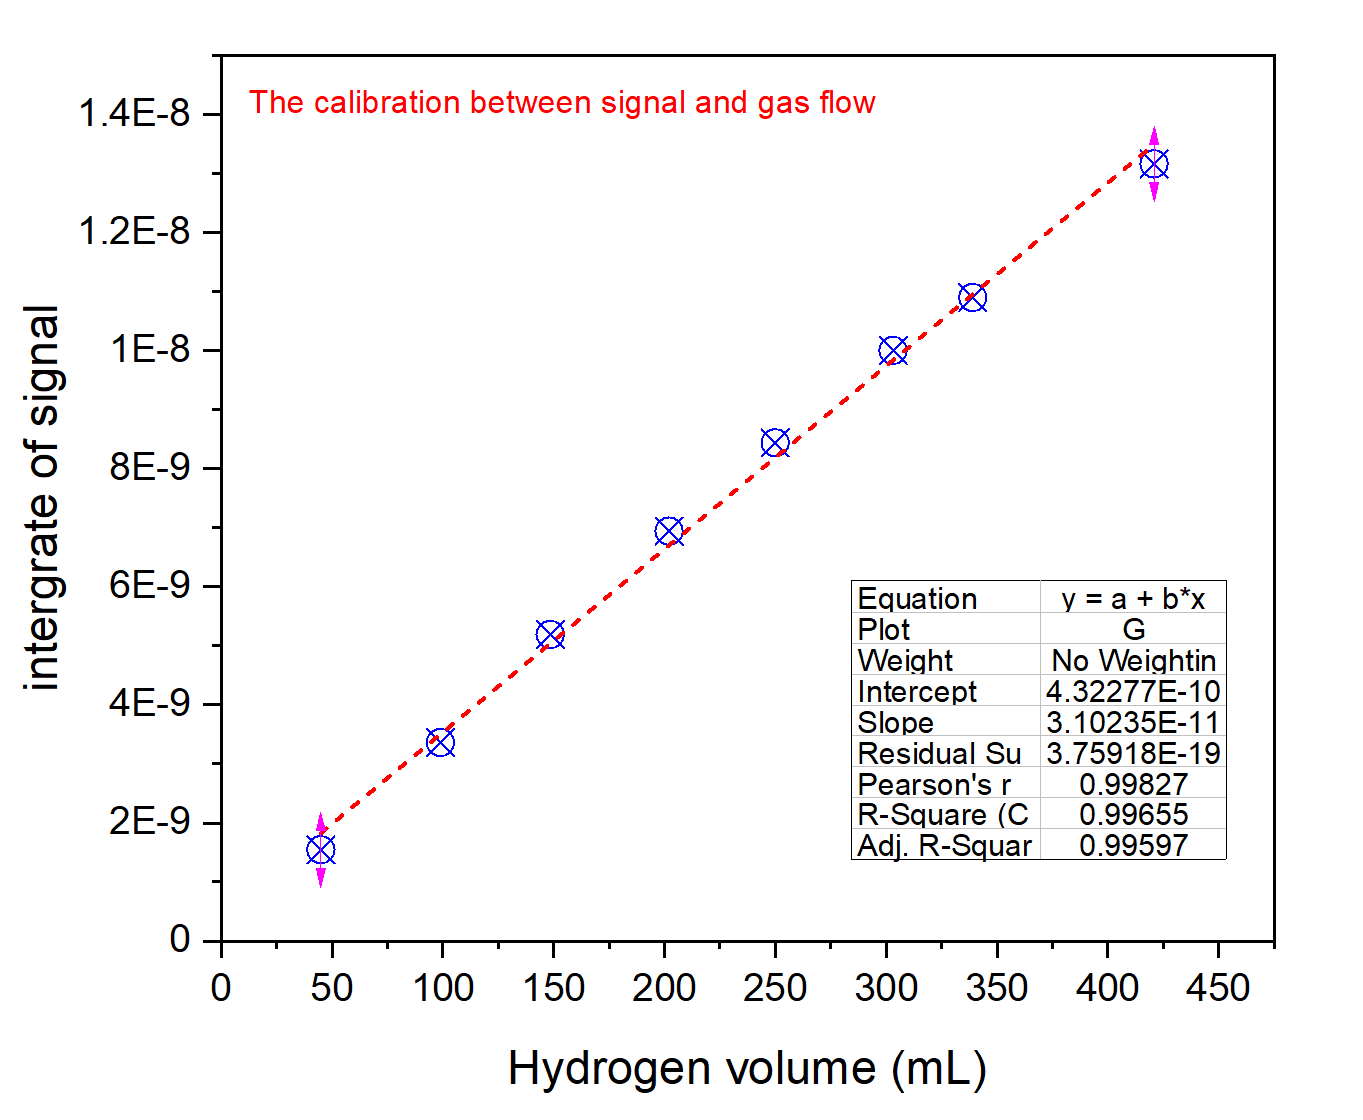 The calibration between signal and gas flow
1.4E-8
1.2E-8
1E-8
8E-9
6E-9
4E-9
2E-9
0
intergrate of signal
Equation y = a + b*x
Plot G
Weight No Weightin
Intercept 4.32277E-10
Slope 3.10235E-11
Residual Su 3.75918E-19
Pearson's r 0.99827
R-Square (C 0.99655
Adj. R-Squar 0.99597
0 50 100 150 200 250 300 350 400 450
Hydrogen volume (mL)